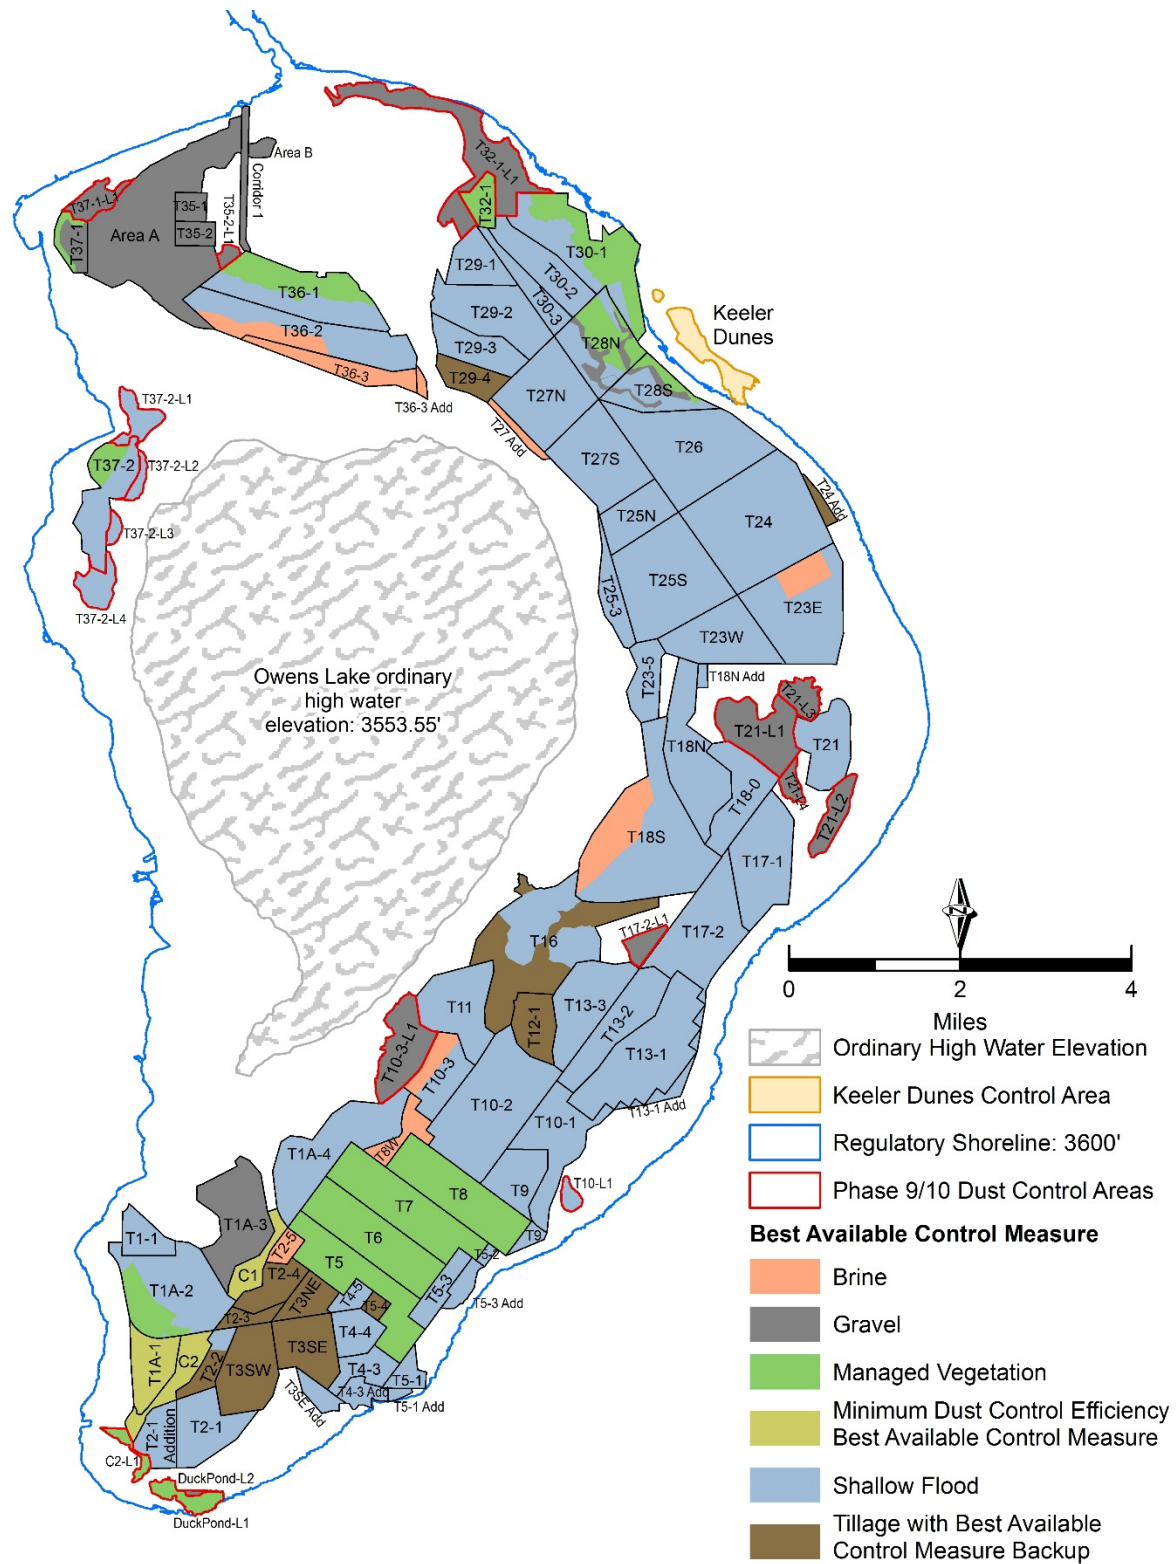 Area B
T32-1-L1
T37-1-L1
Corridor 1
T35-1
T35-2-L1
T32-1
T37-1
Area A
T35-2
T30-1
T29-1
T30-2
T36-1
T30-3
T29-2
Keeler
Dunes
T36-2
T28N
T29-3
T36-3
T29-4
T28S
T27N
T36-3 Add
T37-2-L1
T27 Add
T26
T37-2
T37-2-L2
T27S
T24 Add
T25N
T24
T37-2-L3
T25S
T25-3
T23E
T37-2-L4
T23W
Owens Lake ordinary
high water
elevation: 3553.55'
T23-5
T18N Add
T21-L3
T21-L1
T21
T18N
T21-L4
T18-0
T21-L2
T18S
T17-1
T17-2-L1
T17-2
T16
T11
T13-3
T12-1
T13-2
T10-3-L1
T13-1
T10-3
T10-2
T13-1 Add
T10-1
T8W
T1A-4
T8
T9
T10-L1
T7
T1A-3
T6
T9
T1-1
T2-5
T5-2
T5
C1
T2-4
T5-3
T1A-2
T3NE
T4-5
T5-4
T5-3 Add
T2-3
T4-4
T3SE
T1A-1
C2
T2-2
T3SW
T4-3
T5-1
T4-3 Add
T3SE Add
T5-1 Add
T2-1
Addition
T2-1
C2-L1
DuckPond-L2
DuckPond-L1
N
0
2
4
Miles
Ordinary High Water Elevation
Keeler Dunes Control Area
Regulatory Shoreline: 3600'
Phase 9/10 Dust Control Areas
Best Available Control Measure
Brine
Gravel
Managed Vegetation
Minimum Dust Control Efficiency
Best Available Control Measure
Shallow Flood
Tillage with Best Available
Control Measure Backup